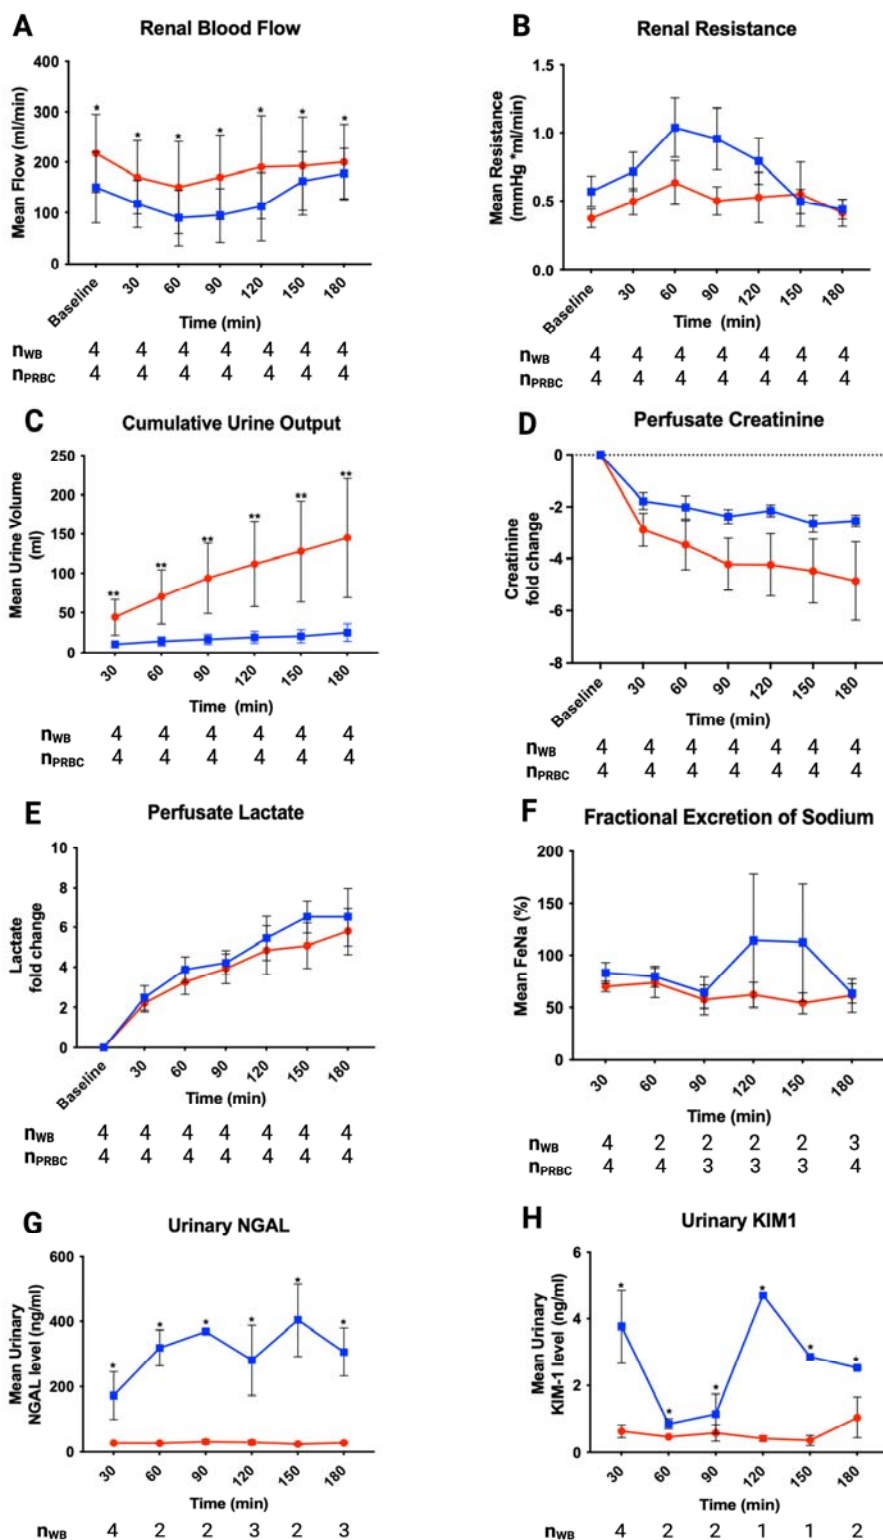 A
Renal Blood Flow
Mean Flow (ml/min)
400
300
200
100
0
*
*
*
*
*
*
*
Baseline
30
60
90
120
150
180
Time (min)
nWB 4 4 4 4 4 4 4
nPRBC 4 4 4 4 4 4 4
B
Renal Resistance
Mean Resistance
(mmHg *ml/min)
1.5
1.0
0.5
0.0
Baseline
30
60
90
120
150
180
Time (min)
nWB 4 4 4 4 4 4 4
nPRBC 4 4 4 4 4 4 4
C
Cumulative Urine Output
Mean Urine Volume
(ml)
250
200
150
100
50
0
**
**
**
**
**
**
30
60
90
120
150
180
Time (min)
nWB 4 4 4 4 4 4
nPRBC 4 4 4 4 4 4
D
Perfusate Creatinine
Creatinine
fold change
0
-2
-4
-6
-8
Baseline
30
60
90
120
150
180
Time (min)
nWB 4 4 4 4 4 4 4
nPRBC 4 4 4 4 4 4 4
E
Perfusate Lactate
Lactate
fold change
10
8
6
4
2
0
Baseline
30
60
90
120
150
180
Time (min)
nWB 4 4 4 4 4 4 4
nPRBC 4 4 4 4 4 4 4
F
Fractional Excretion of Sodium
Mean FeNa (%)
200
150
100
50
0
30
60
90
120
150
180
Time (min)
nWB 4 2 2 2 2 3
nPRBC 4 4 3 3 3 4
G
Urinary NGAL
Mean Urinary
NGAL level (ng/ml)
600
400
200
0
*
*
*
*
*
*
30
60
90
120
150
180
Time (min)
nWB 4 2 2 3 2 3
H
Urinary KIM1
Mean Urinary
KIM-1 level (ng/ml)
6
4
2
0
*
*
*
*
*
*
30
60
90
120
150
180
Time (min)
nWB 4 2 2 1 1 2